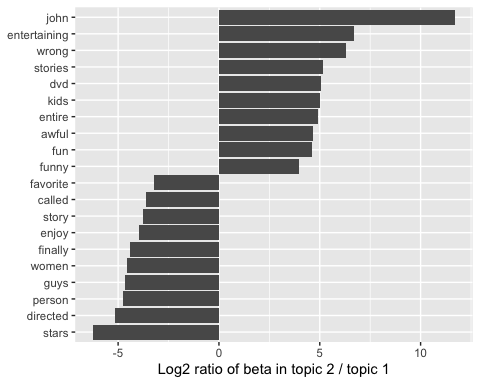 john
entertaining
wrong
stories
dvd
kids
entire
awful
fun
funny
favorite
called
story
enjoy
finally
women
guys
person
directed
stars
-5 0 5 10
Log2 ratio of beta in topic 2 / topic 1